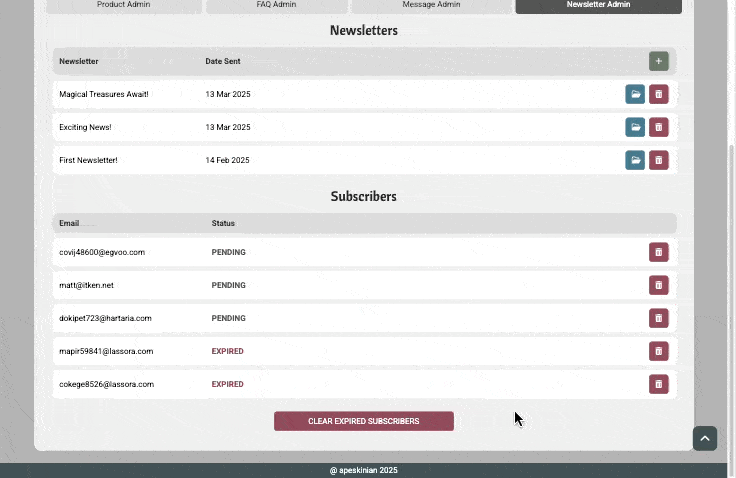 Product Admin FAQ Admin Message Admin Newsletter Admin
Newsletters
Newsletter Date Sent +
Magical Treasures Await! 13 Mar 2025
Exciting News! 13 Mar 2025
First Newsletter! 14 Feb 2025
Subscribers
Email Status
covij48600@egvoo.com PENDING
matt@itken.net PENDING
dokipet723@hartaria.com PENDING
mapir59841@lassora.com EXPIRED
cokege8526@lassora.com EXPIRED
CLEAR EXPIRED SUBSCRIBERS
@ apeskinian 2025